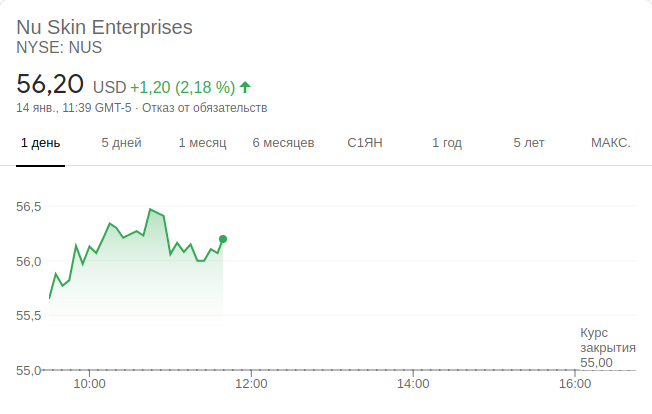 Nu Skin Enterprises
NYSE: NUS
56,20 USD +1,20 (2,18 %)
14 янв., 11:39 GMT-5 · Отказ от обязательств
1 день 5 дней 1 месяц 6 месяцев С1ЯН 1 год 5 лет МАКС.
56,5
56,0
55,5
Курс
закрытия
55,00
55,0
10:00 12:00 14:00 16:00